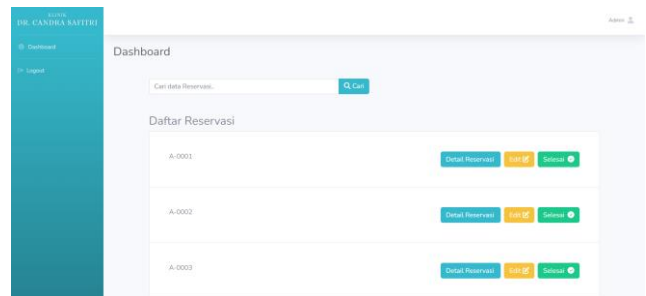 KLINIK
DR. CANDRA SAFITRI
Admin
Dashboard
Logout
Dashboard
Cari data Reservasi..
Cari
Daftar Reservasi
A-0001
Detail Reservasi
Edit
Selesai
A-0002
Detail Reservasi
Edit
Selesai
A-0003
Detail Reservasi
Edit
Selesai